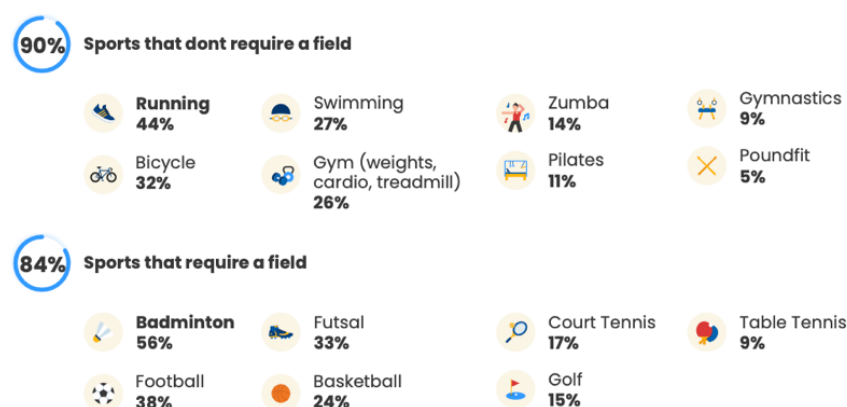 90% Sports that dont require a field
Running
44%
Swimming
27%
Zumba
14%
Gymnastics
9%
Bicycle
32%
Gym (weights,
cardio, treadmill)
26%
Pilates
11%
Poundfit
5%
84% Sports that require a field
Badminton
56%
Futsal
33%
Court Tennis
17%
Table Tennis
9%
Football
38%
Basketball
24%
Golf
15%